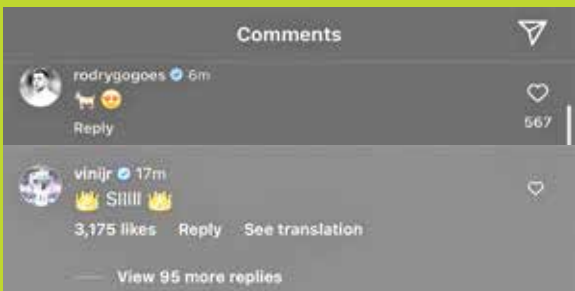 Comments
rodrygogoes 6m
🐐😍
Reply
567
vinijr 17m
👑 SIIIII 👑
3,175 likes Reply See translation
View 95 more replies